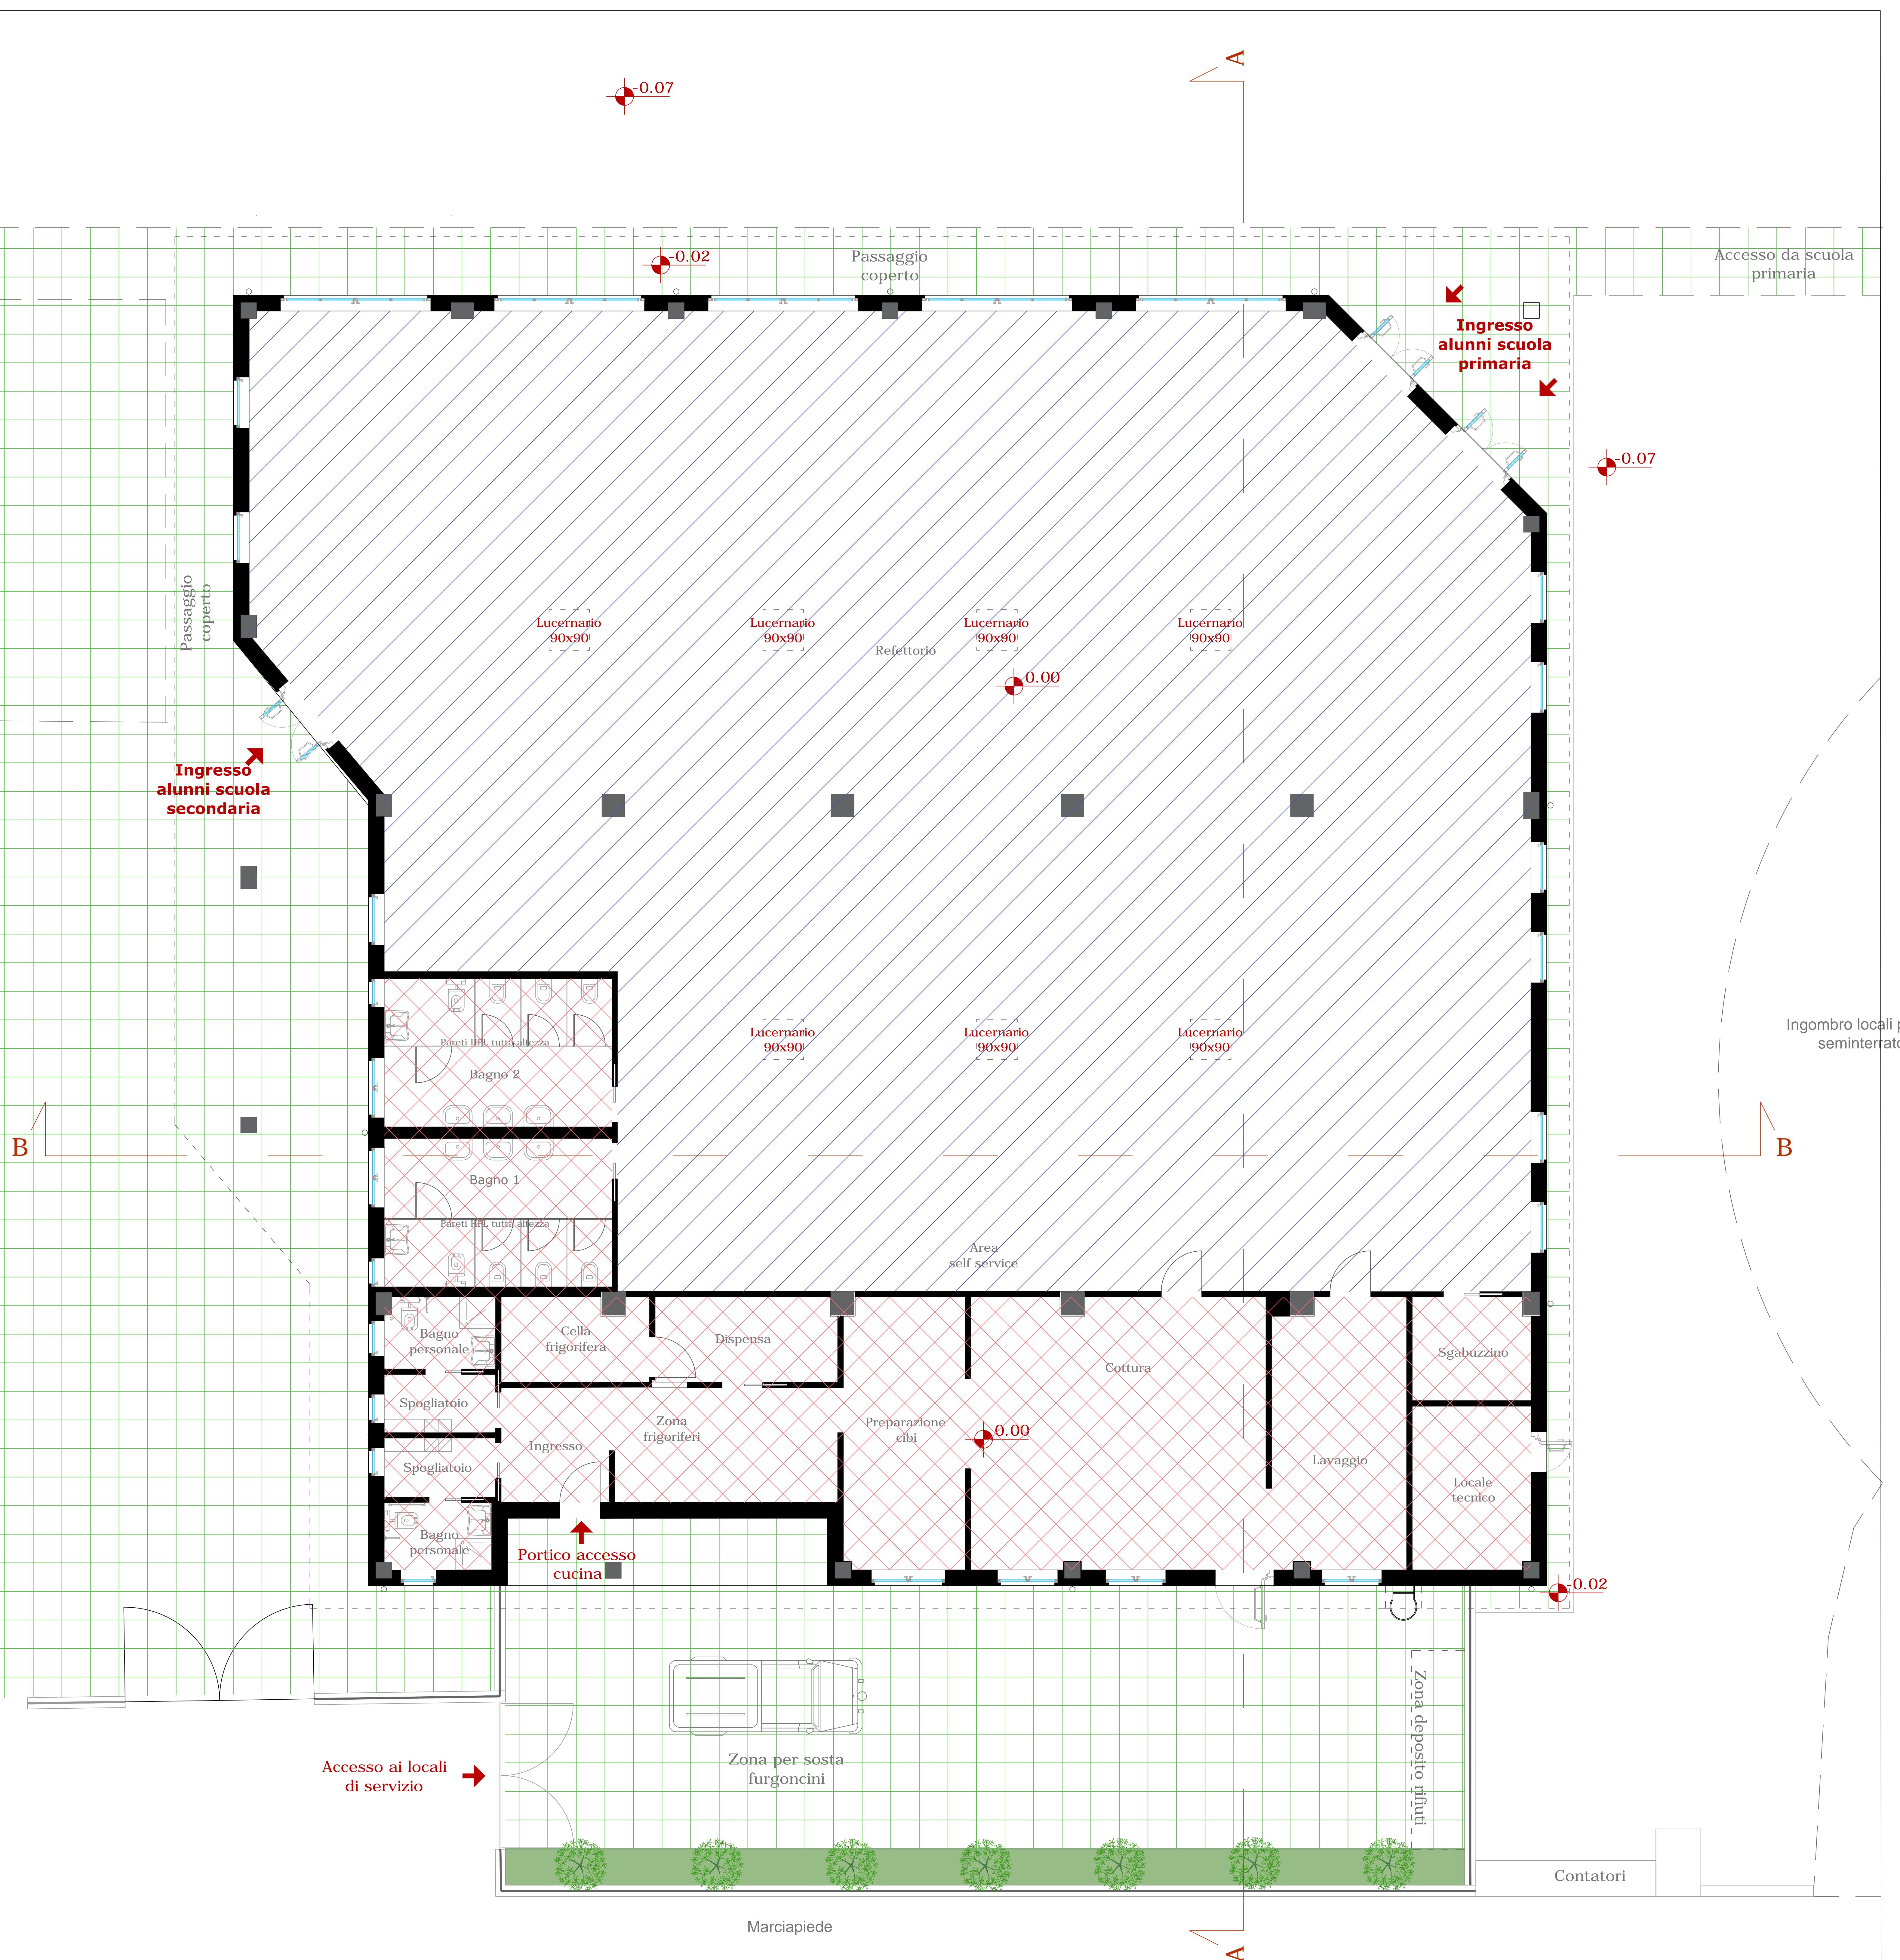 A
-0.07
-0.02
Passaggio
coperto
Accesso da scuola
primaria
Ingresso
alunni scuola
primaria
-0.07
Passaggio
coperto
Lucernario
90x90
Lucernario
90x90
Lucernario
90x90
Lucernario
90x90
Refettorio
0.00
Ingresso
alunni scuola
secondaria
Lucernario
90x90
Lucernario
90x90
Lucernario
90x90
Ingombro locali
seminterrato
Pareti HPL tutta altezza
Bagno 2
B
B
Bagno 1
Pareti HPL tutta altezza
Area
self service
Bagno
personale
Cella
frigorifera
Dispensa
Cottura
Sgabuzzino
Spogliatoio
Zona
frigoriferi
Preparazione
cibi
0.00
Ingresso
Spogliatoio
Lavaggio
Locale
tecnico
Bagno
personale
Portico accesso
cucina
-0.02
Zona deposito rifiuti
Zona per sosta
furgoncini
Accesso ai locali
di servizio
Contatori
Marciapiede
A